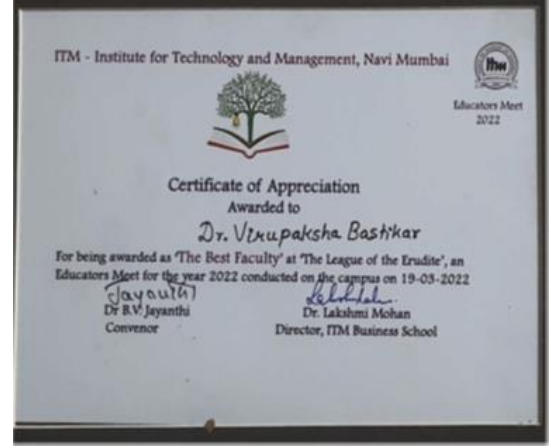 ITM - Institute for Technology and Management, Navi Mumbai
ITM
Educators Meet
2022
Certificate of Appreciation
Awarded to
Dr. Virupaksha Bastikar
For being awarded as 'The Best Faculty' at 'The League of the Erudite', an
Educators Meet for the year 2022 conducted on the campus on 19-03-2022
Jayanthi
Dr B.V. Jayanthi
Convenor
Dr. Lakshmi Mohan
Director, ITM Business School